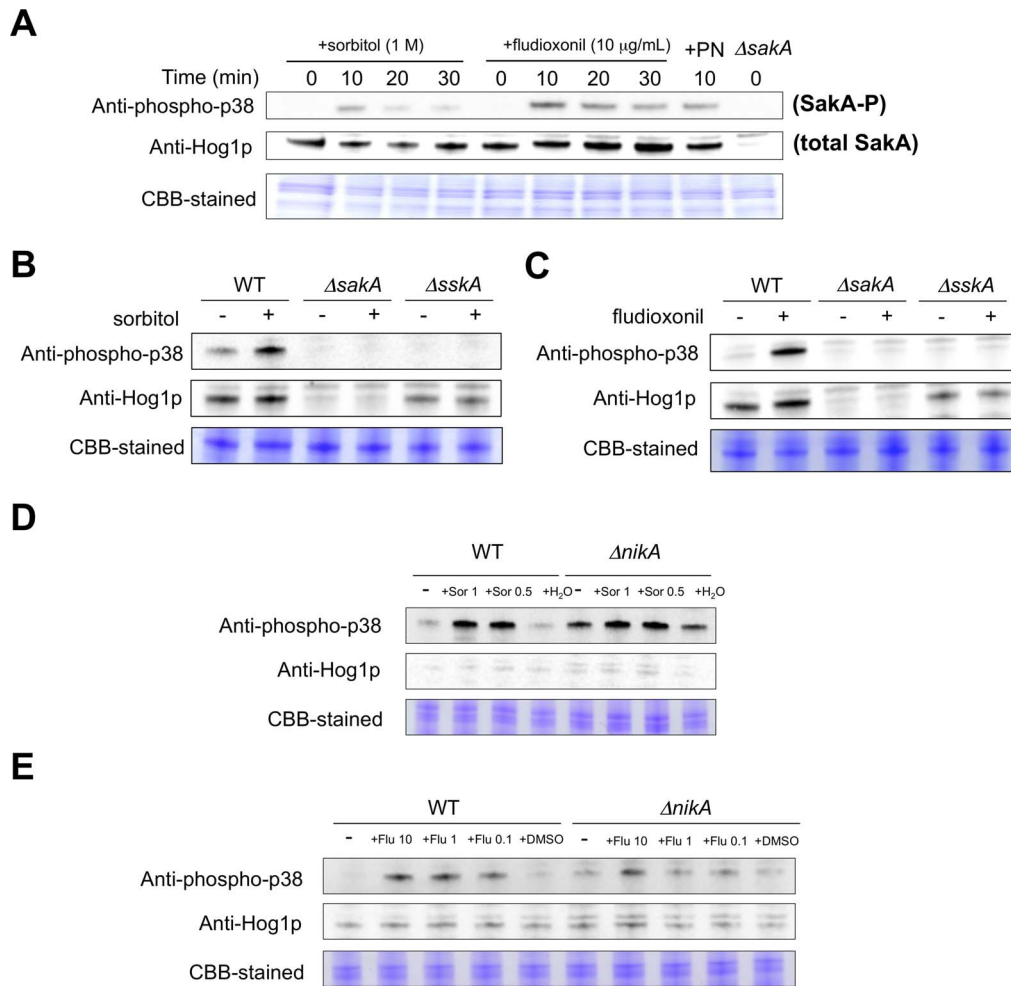 A
+sorbitol (1 M) +fludioxonil (10 μg/mL) +PN ΔsakA
Time (min) 0 10 20 30 0 10 20 30 10 0
Anti-phospho-p38 (SakA-P)
Anti-Hog1p (total SakA)
CBB-stained
B
WT ΔsakA ΔsskA
sorbitol - + - + - +
Anti-phospho-p38
Anti-Hog1p
CBB-stained
C
WT ΔsakA ΔsskA
fludioxonil - + - + - +
Anti-phospho-p38
Anti-Hog1p
CBB-stained
D
WT ΔnikA
- +Sor 1 +Sor 0.5 +H₂O - +Sor 1 +Sor 0.5 +H₂O
Anti-phospho-p38
Anti-Hog1p
CBB-stained
E
WT ΔnikA
- +Flu 10 +Flu 1 +Flu 0.1 +DMSO - +Flu 10 +Flu 1 +Flu 0.1 +DMSO
Anti-phospho-p38
Anti-Hog1p
CBB-stained